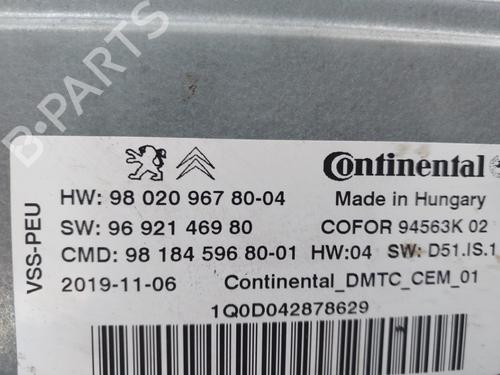 B-PARTS
Continental
VSS-PEU
HW: 98 020 967 80-04
Made in Hungary
SW: 96 921 469 80
COFOR 94563K 02
CMD: 98 184 596 80-01
HW:04
SW: D51.IS.1
2019-11-06
Continental_DMTC_CEM_01
1Q0D042878629